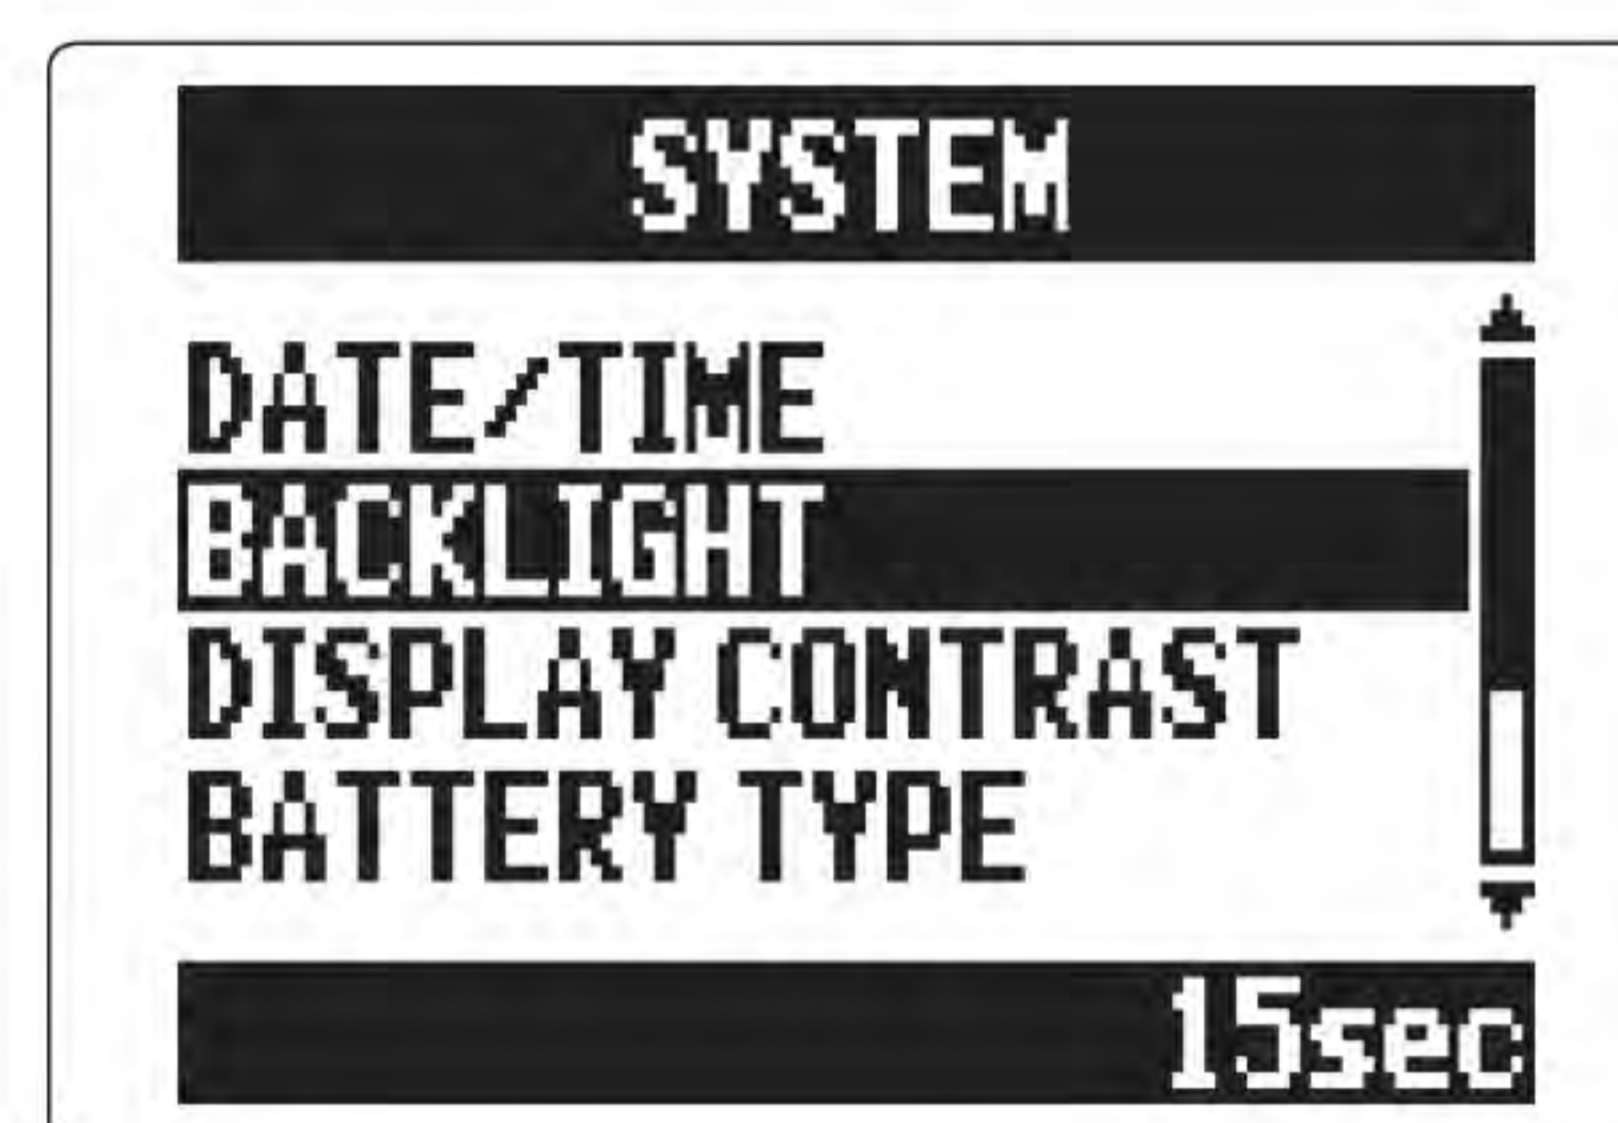 SYSTEM
DATE/TIME
BACKLIGHT
DISPLAY CONTRAST
BATTERY TYPE
15sec